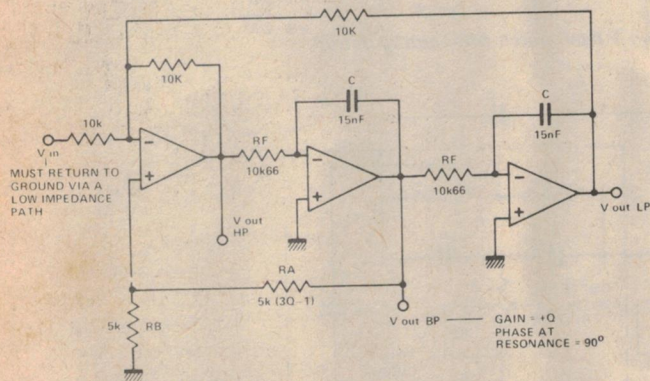 10K
10K
C
15nF
C
15nF
10k
V in
MUST RETURN TO
GROUND VIA A
LOW IMPEDANCE
PATH
RF
10k66
RF
10k66
V out
HP
V out LP
RA
5k (3Q-1)
5k RB
V out BP
GAIN = +Q
PHASE AT
RESONANCE = 90°